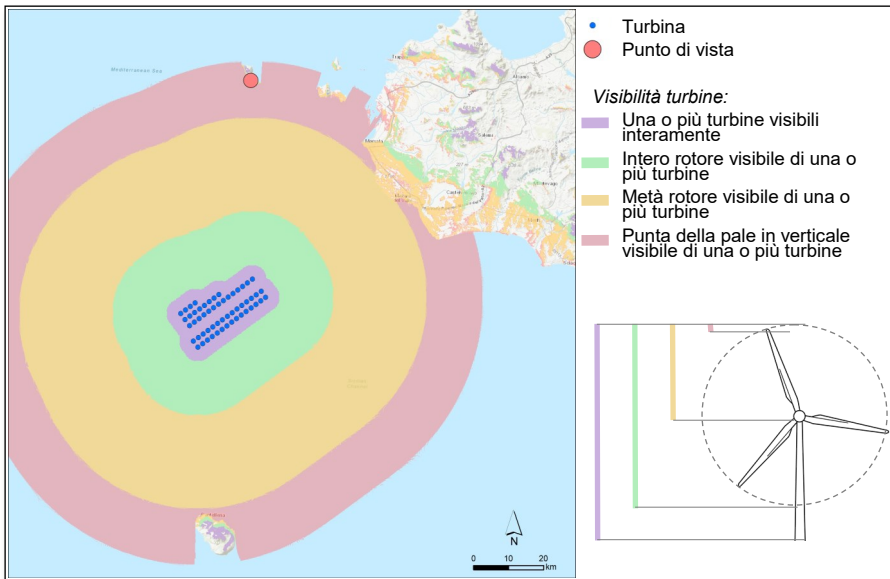 Turbina
Punto di vista
Visibilità turbine:
Una o più turbine visibili
interamente
Intero rotore visibile di una o
più turbine
Metà rotore visibile di una o
più turbine
Punta della pale in verticale
visibile di una o più turbine
Mediterranean Sea
Marsala
N
0 10 20
km